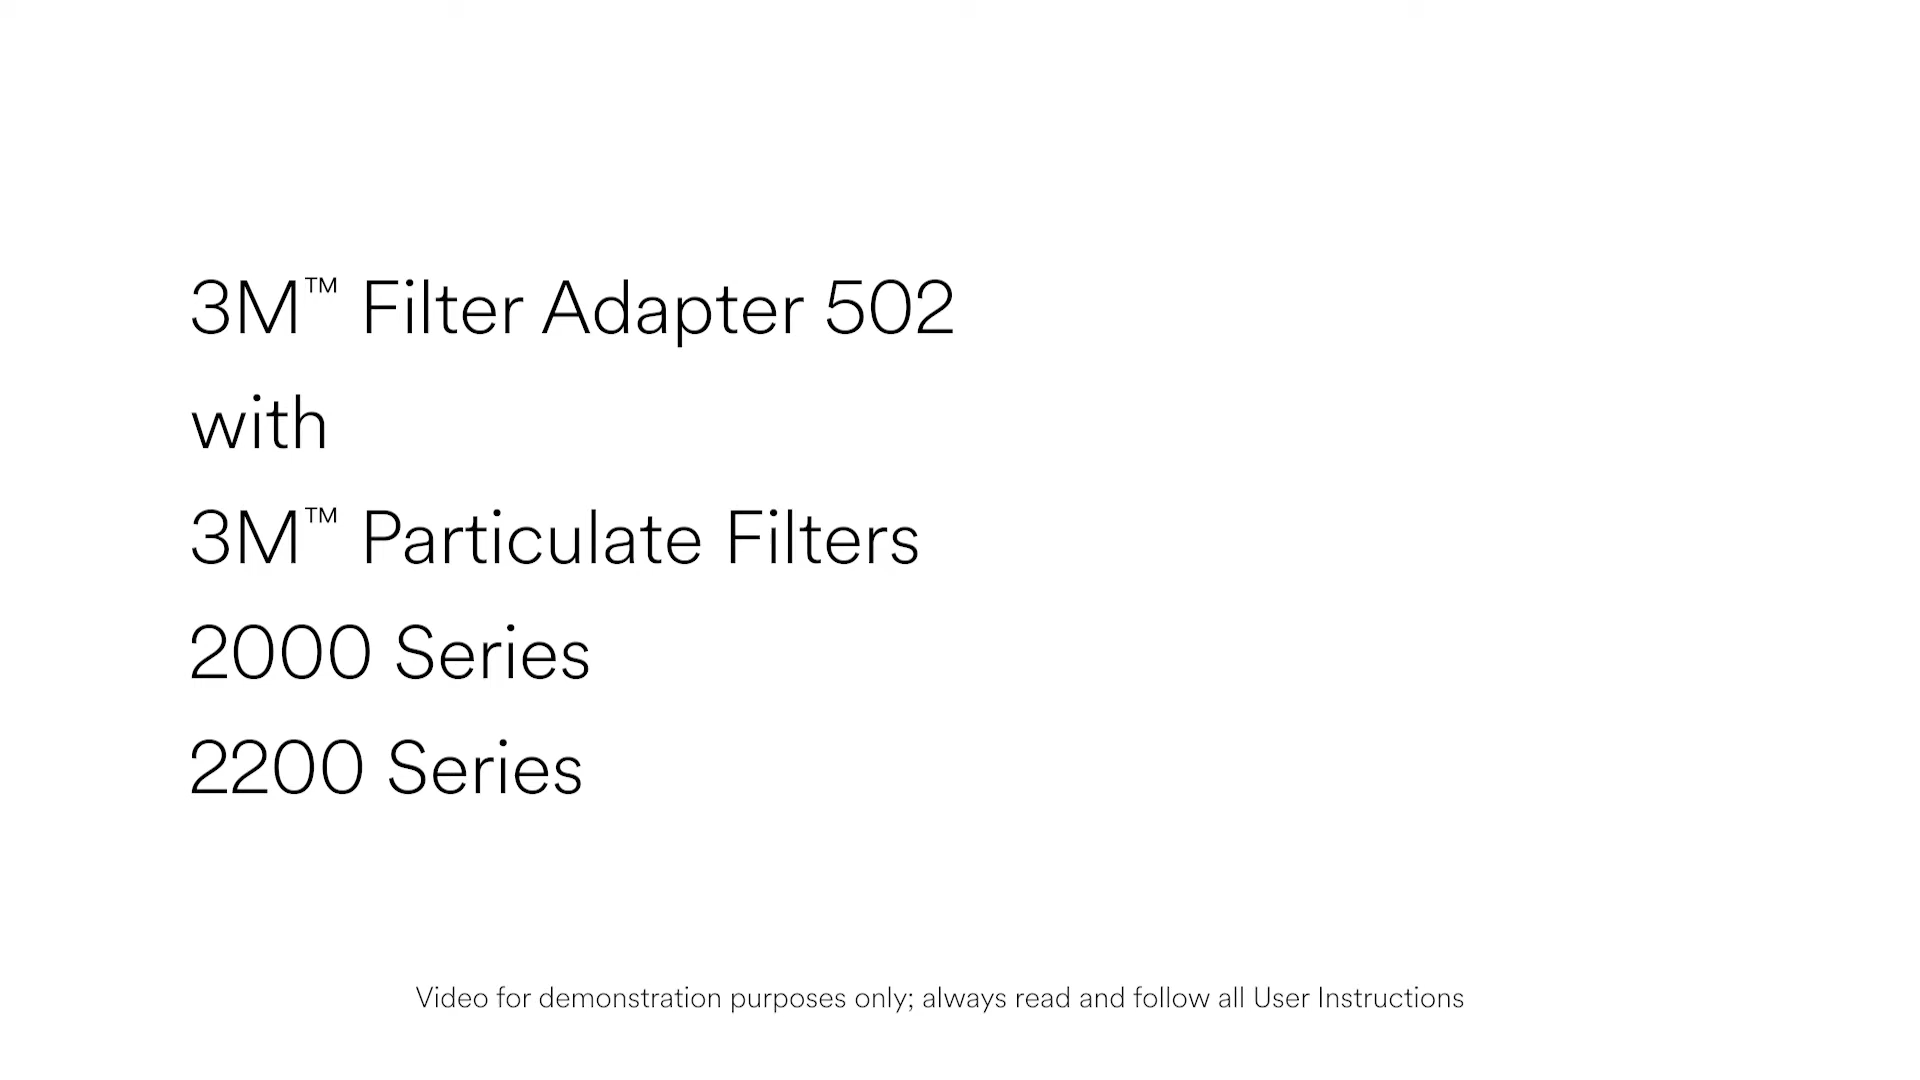 3M™ Filter Adapter 502
with
3M™ Particulate Filters
2000 Series
2200 Series
Video for demonstration purposes only; always read and follow all User Instructions